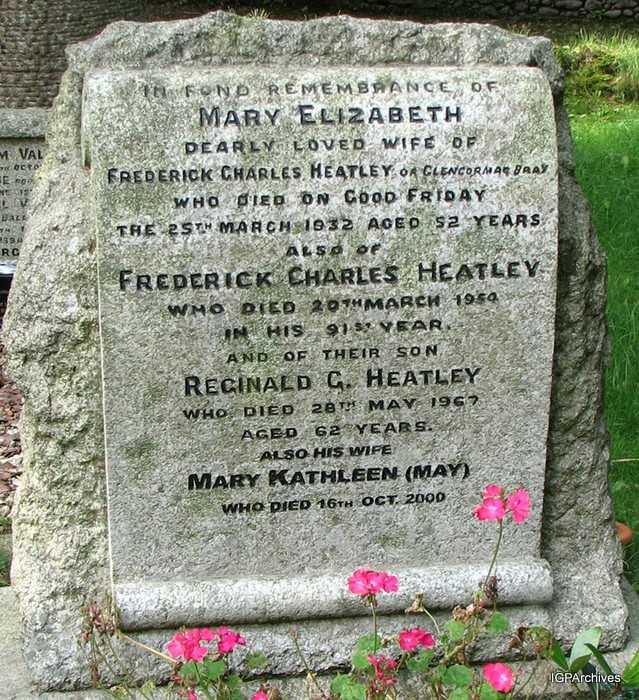 IN FOND REMEMBRANCE OF
MARY ELIZABETH
DEARLY LOVED WIFE OF
FREDERICK CHARLES HEATLEY OF GLENCORMAC BRAY
WHO DIED ON GOOD FRIDAY
THE 25TH MARCH 1932 AGED 52 YEARS
ALSO OF
FREDERICK CHARLES HEATLEY
WHO DIED 20TH MARCH 1954
IN HIS 91ST YEAR.
AND OF THEIR SON
REGINALD G. HEATLEY
WHO DIED 28TH MAY 1967
AGED 62 YEARS.
ALSO HIS WIFE
MARY KATHLEEN (MAY)
WHO DIED 16TH OCT. 2000
IGPArchives